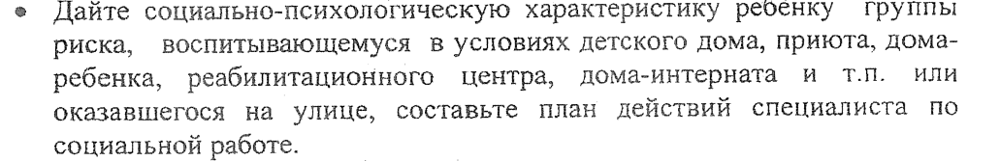 • Дайте социально-психологическую характеристику ребенку группы
риска, воспитывающемуся в условиях детского дома, приюта, дома-
ребенка, реабилитационного центра, дома-интерната и т.п. или
оказавшегося на улице, составьте план действий специалиста по
социальной работе.